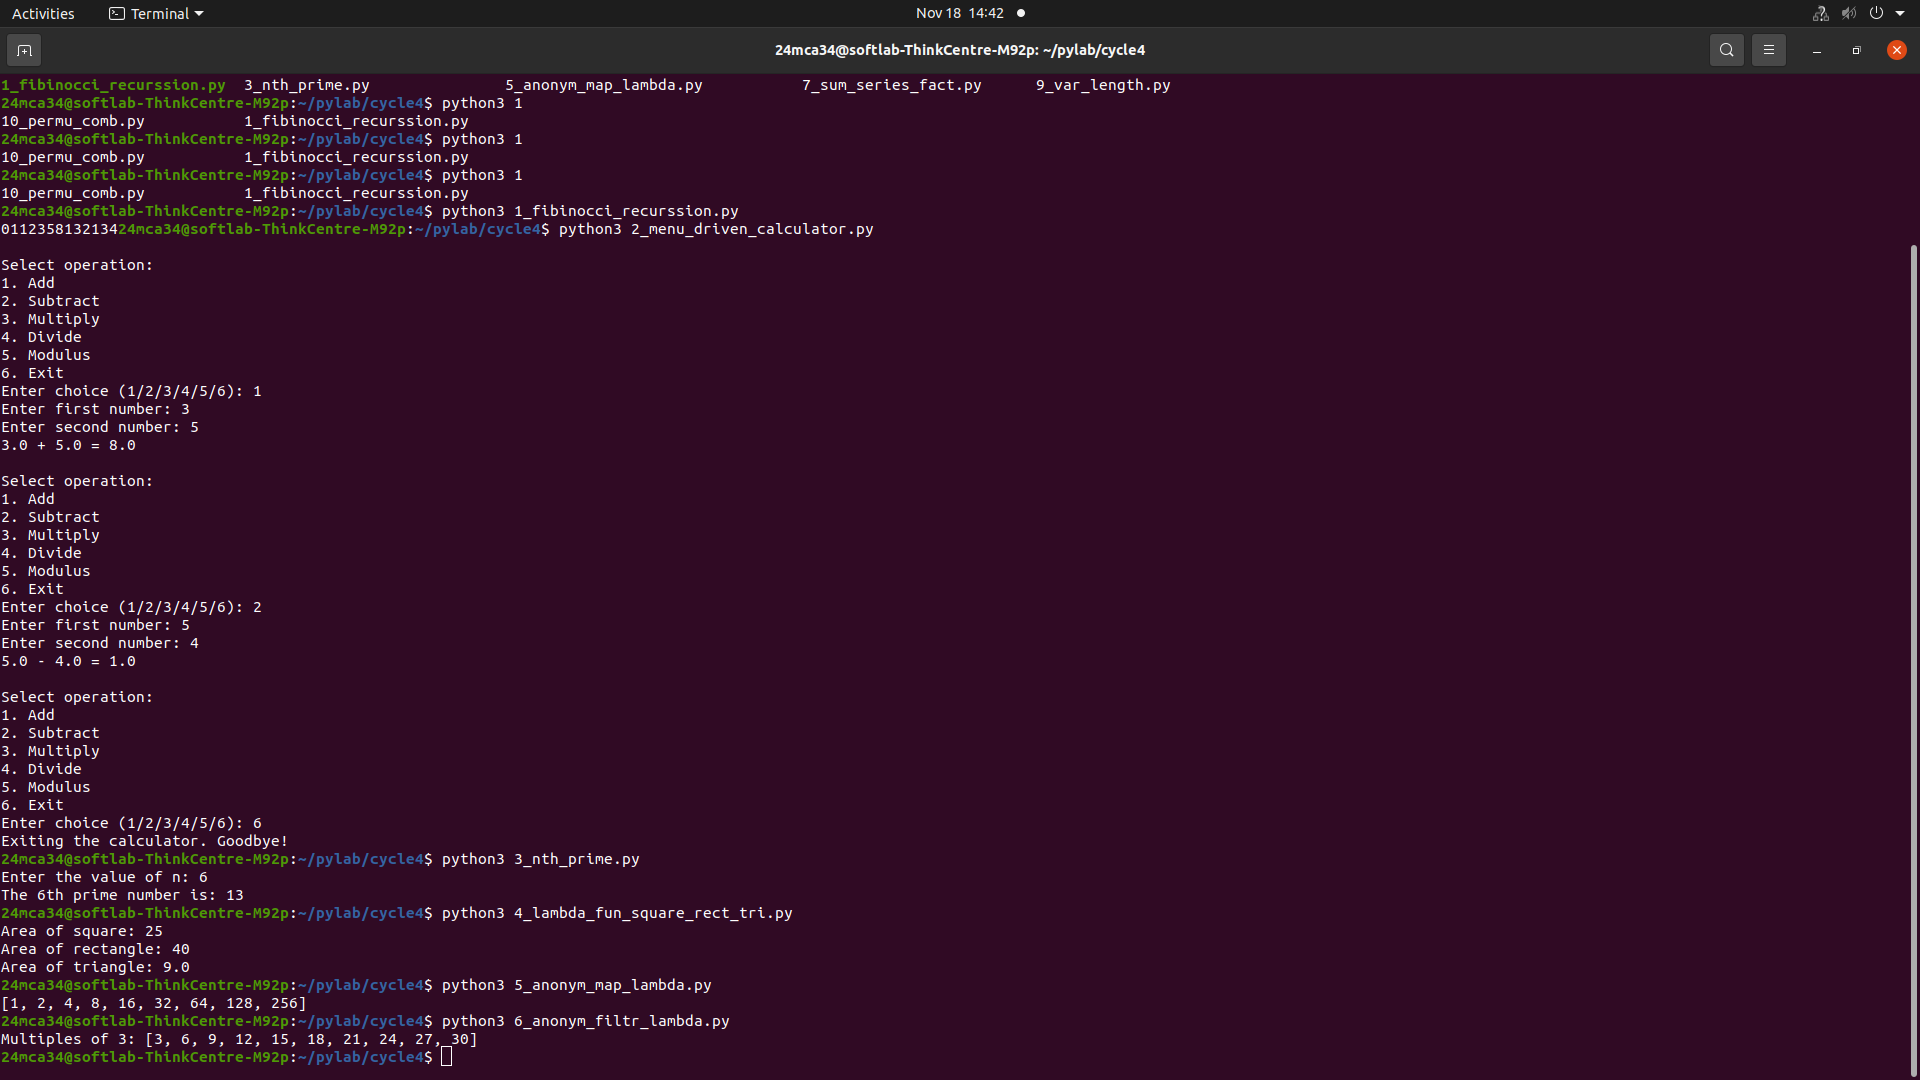 Activities Terminal Nov 18 14:42
24mca34@softlab-ThinkCentre-M92p: ~/pylab/cycle4
1_fibinocci_recurssion.py 3_nth_prime.py 5_anonym_map_lambda.py 7_sum_series_fact.py 9_var_length.py
24mca34@softlab-ThinkCentre-M92p:~/pylab/cycle4$ python3 1
10_permu_comb.py 1_fibinocci_recurssion.py
24mca34@softlab-ThinkCentre-M92p:~/pylab/cycle4$ python3 1
10_permu_comb.py 1_fibinocci_recurssion.py
24mca34@softlab-ThinkCentre-M92p:~/pylab/cycle4$ python3 1
10_permu_comb.py 1_fibinocci_recurssion.py
24mca34@softlab-ThinkCentre-M92p:~/pylab/cycle4$ python3 1_fibinocci_recurssion.py
011235813213424mca34@softlab-ThinkCentre-M92p:~/pylab/cycle4$ python3 2_menu_driven_calculator.py
Select operation:
1. Add
2. Subtract
3. Multiply
4. Divide
5. Modulus
6. Exit
Enter choice (1/2/3/4/5/6): 1
Enter first number: 3
Enter second number: 5
3.0 + 5.0 = 8.0
Select operation:
1. Add
2. Subtract
3. Multiply
4. Divide
5. Modulus
6. Exit
Enter choice (1/2/3/4/5/6): 2
Enter first number: 5
Enter second number: 4
5.0 - 4.0 = 1.0
Select operation:
1. Add
2. Subtract
3. Multiply
4. Divide
5. Modulus
6. Exit
Enter choice (1/2/3/4/5/6): 6
Exiting the calculator. Goodbye!
24mca34@softlab-ThinkCentre-M92p:~/pylab/cycle4$ python3 3_nth_prime.py
Enter the value of n: 6
The 6th prime number is: 13
24mca34@softlab-ThinkCentre-M92p:~/pylab/cycle4$ python3 4_lambda_fun_square_rect_tri.py
Area of square: 25
Area of rectangle: 40
Area of triangle: 9.0
24mca34@softlab-ThinkCentre-M92p:~/pylab/cycle4$ python3 5_anonym_map_lambda.py
[1, 2, 4, 8, 16, 32, 64, 128, 256]
24mca34@softlab-ThinkCentre-M92p:~/pylab/cycle4$ python3 6_anonym_filtr_lambda.py
Multiples of 3: [3, 6, 9, 12, 15, 18, 21, 24, 27, 30]
24mca34@softlab-ThinkCentre-M92p:~/pylab/cycle4$